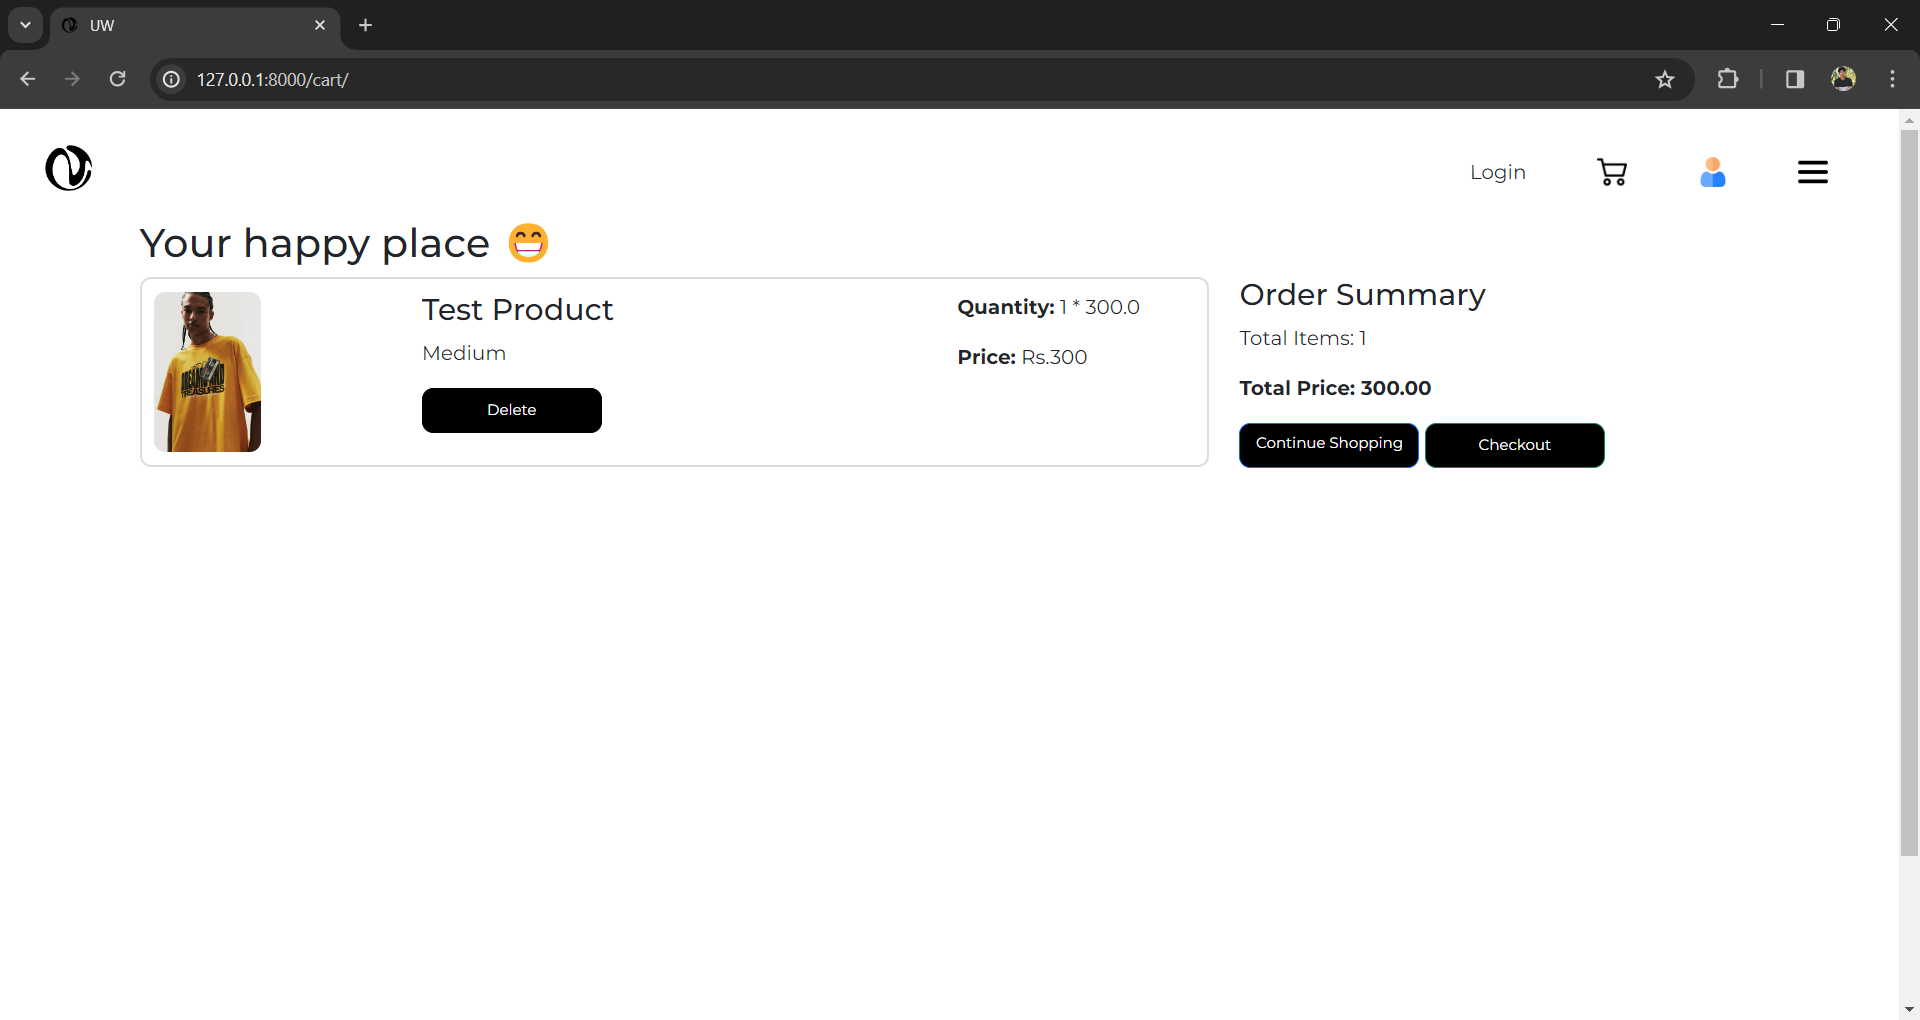 UW
127.0.0.1:8000/cart/
Login
Your happy place 😁
Test Product
Medium
Delete
Quantity: 1 * 300.0
Price: Rs.300
Order Summary
Total Items: 1
Total Price: 300.00
Continue Shopping
Checkout
TREASURES